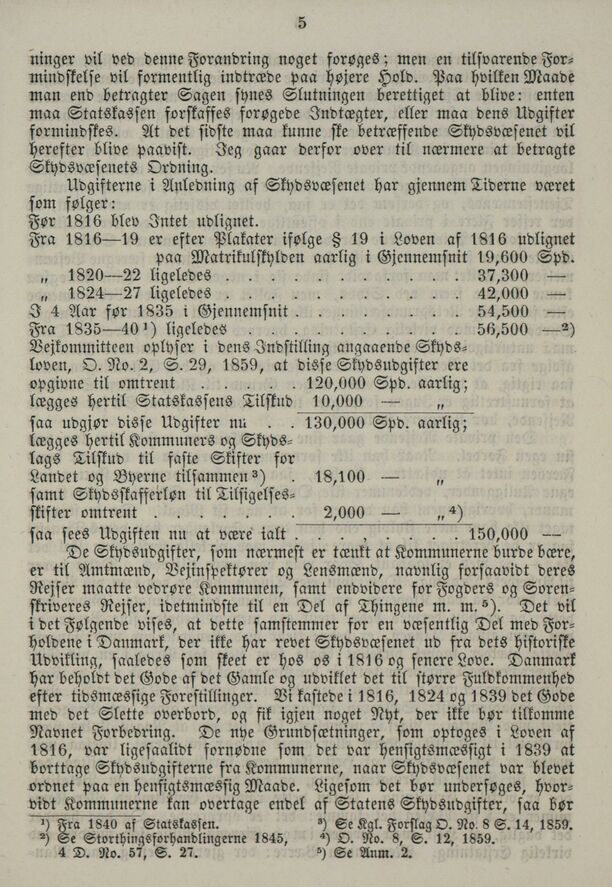 5
ninger vil ved denne Forandring noget forøges; men en tilsvarende For-
mindskelse vil formentlig indtræde paa højere Hold. Paa hvilken Maade
man end betragter Sagen synes Slutningen berettiget at blive: enten
maa Statskassen forskaffes forøgede Indtægter, eller maa dens Udgifter
formindskes. At det sidste maa kunne ske betræffende Skydsvæsenet vil
herefter blive paavist. Jeg gaar derfor over til nærmere at betragte
Skydsvæsenets Ordning.
Udgifterne i Anledning af Skydsvæsenet har gjennem Tiderne været
som følger:
Før 1816 blev Intet udlignet.
Fra 1816—19 er efter Plakater ifølge § 19 i Loven af 1816 udlignet
paa Matrikulskylden aarlig i Gjennemsnit 19,600 Spd.
„ 1820—22 ligeledes . . . . . . . . . . . 37,300 —
„ 1824—27 ligeledes . . . . . . . . . . . 42,000 —
I 4 Aar før 1835 i Gjennemsnit . . . . . . . . 54,500 —
Fra 1835—40¹) ligeledes . . . . . . . . . . 56,500 —²)
Vejkommitteen oplyser i dens Indstilling angaaende Skyds-
loven, O. No. 2, S. 29, 1859, at disse Skydsudgifter ere
opgivne til omtrent . . . . . 120,000 Spd. aarlig;
lægges hertil Statskassens Tilskud 10,000 — „
saa udgjør disse Udgifter nu . . 130,000 Spd. aarlig;
lægges hertil Kommuners og Skyds-
lags Tilskud til faste Skifter for
Landet og Byerne tilsammen³) . 18,100 — „
samt Skydsskafferløn til Tilsigelses-
skifter omtrent . . . . . . . 2,000 — „⁴)
saa sees Udgiften nu at være ialt . . . . . . . 150,000 —
De Skydsudgifter, som nærmest er tænkt at Kommunerne burde bære,
er til Amtmænd, Vejinspektører og Lensmænd, navnlig forsaavidt deres
Rejser maatte vedrøre Kommunen, samt endvidere for Fogders og Soren-
skriveres Rejser, idetmindste til en Del af Thingene m. m.⁵). Det vil
i det Følgende vises, at dette samstemmer for en væsentlig Del med For-
holdene i Danmark, der ikke har revet Skydsvæsenet ud fra dets historiske
Udvikling, saaledes som skeet er hos os i 1816 og senere Love. Danmark
har beholdt det Gode af det Gamle og udviklet det til større Fuldkommenhed
efter tidsmæssige Forestillinger. Vi kastede i 1816, 1824 og 1839 det Gode
med det Slette overbord, og fik igjen noget Nyt, der ikke bør tilkomme
Navnet Forbedring. De nye Grundsætninger, som optoges i Loven af
1816, var ligesaalidt fornødne som det var hensigtsmæssigt i 1839 at
borttage Skydsudgifterne fra Kommunerne, naar Skydsvæsenet var blevet
ordnet paa en hensigtsmæssig Maade. Ligesom det bør undersøges, hvor-
vidt Kommunerne kan overtage endel af Statens Skydsudgifter, saa bør
¹) Fra 1840 af Statskassen.
²) Se Storthingsforhandlingerne 1845,
4 D. No. 57, S. 27.
³) Se Kgl. Forslag O. No. 8 S. 14, 1859.
⁴) O. No. 8, S. 12, 1859.
⁵) Se Anm. 2.